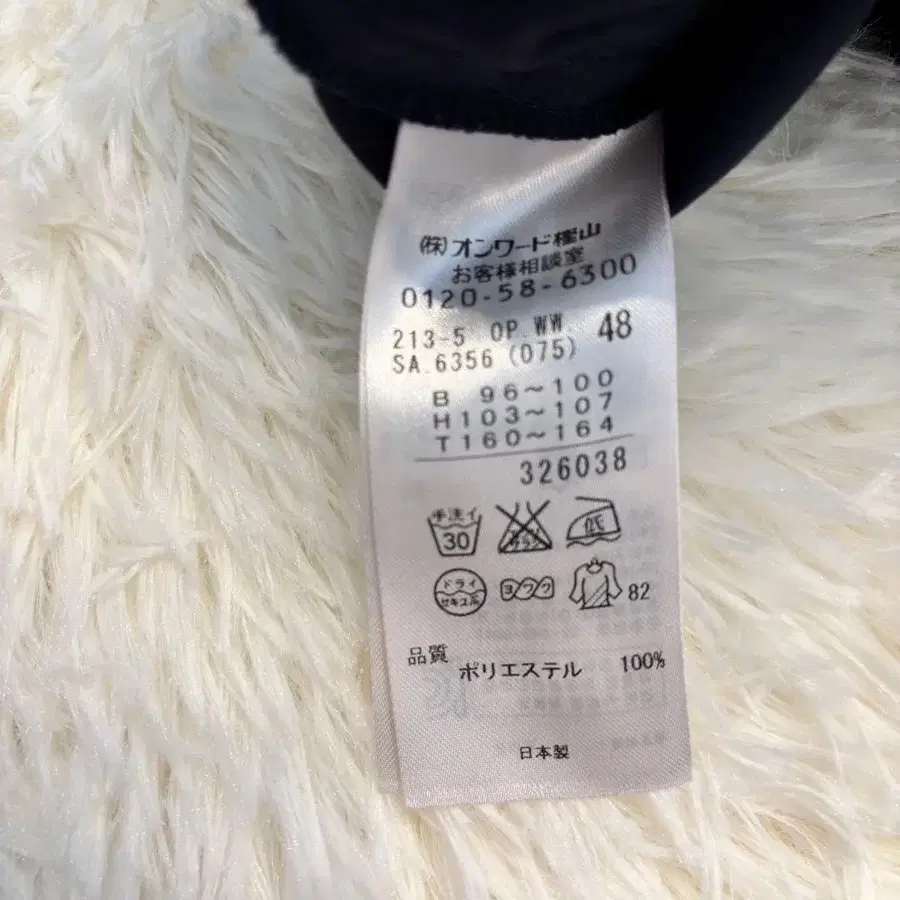 (株)オンワード樫山
お客様相談室
0120-58-6300
213-5 OP.WW 48
SA.6356 (075)
B 96～100
H103～107
T160～164
326038
手洗イ
30
低
ドライ
セキユ系
ヨワク
82
品質
ポリエステル 100%
日本製